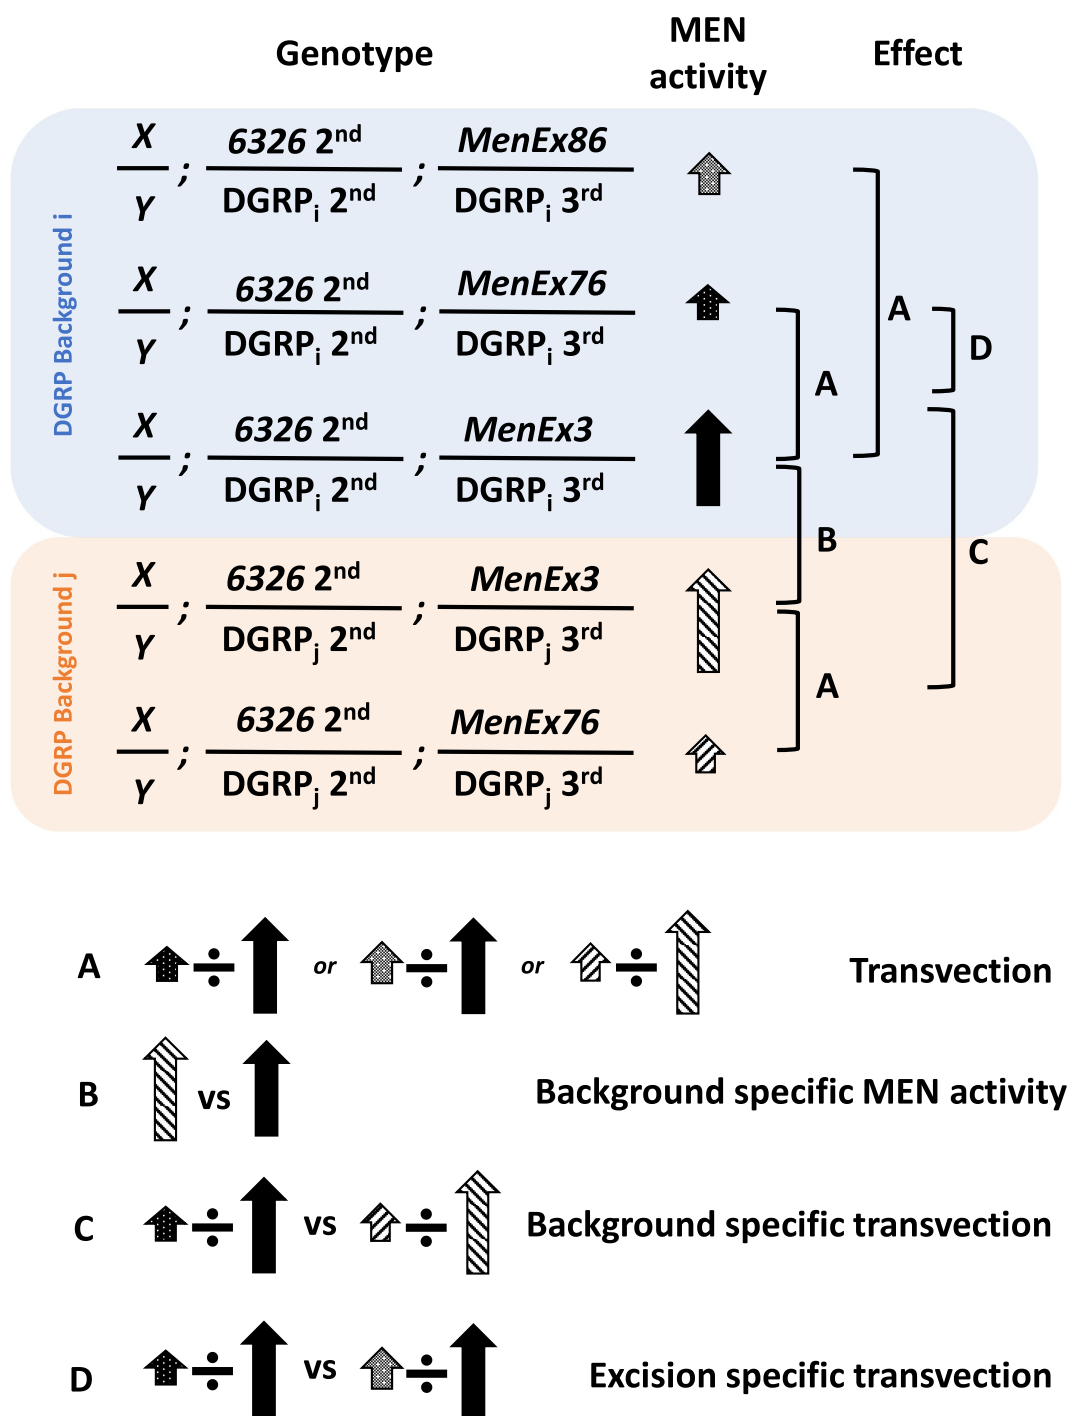 Genotype
MEN
activity
Effect
DGRP Background i
X
Y
;
6326 2nd
DGRPi 2nd
;
MenEx86
DGRPi 3rd
X
Y
;
6326 2nd
DGRPi 2nd
;
MenEx76
DGRPi 3rd
X
Y
;
6326 2nd
DGRPi 2nd
;
MenEx3
DGRPi 3rd
A
A
D
B
C
DGRP Background j
X
Y
;
6326 2nd
DGRPj 2nd
;
MenEx3
DGRPj 3rd
X
Y
;
6326 2nd
DGRPj 2nd
;
MenEx76
DGRPj 3rd
A
A ÷ or ÷ or ÷ Transvection
B vs Background specific MEN activity
C ÷ vs ÷ Background specific transvection
D ÷ vs ÷ Excision specific transvection